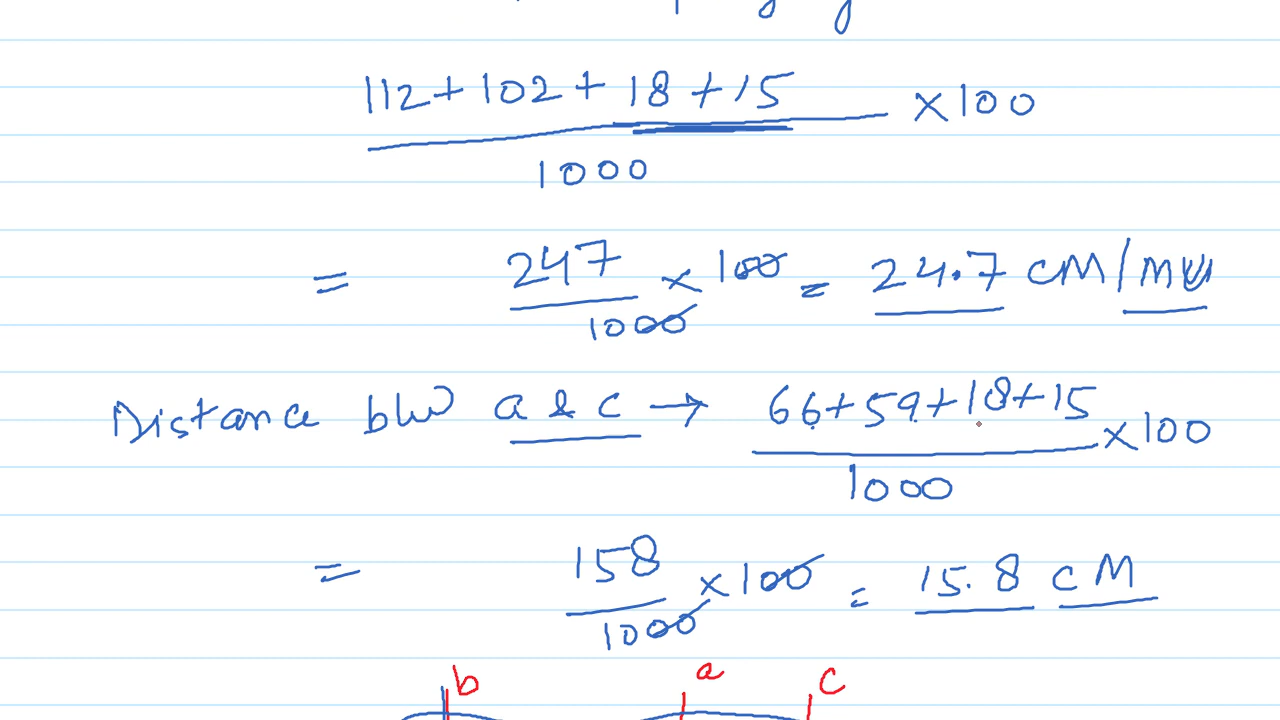 112+102+18+15 ×100
1000
= 247 ×100 = 24.7 cM/mu
1000
Distance b/w a & c → 66+59+18+15 ×100
1000
= 158 ×100 = 15.8 cM
1000
b a c